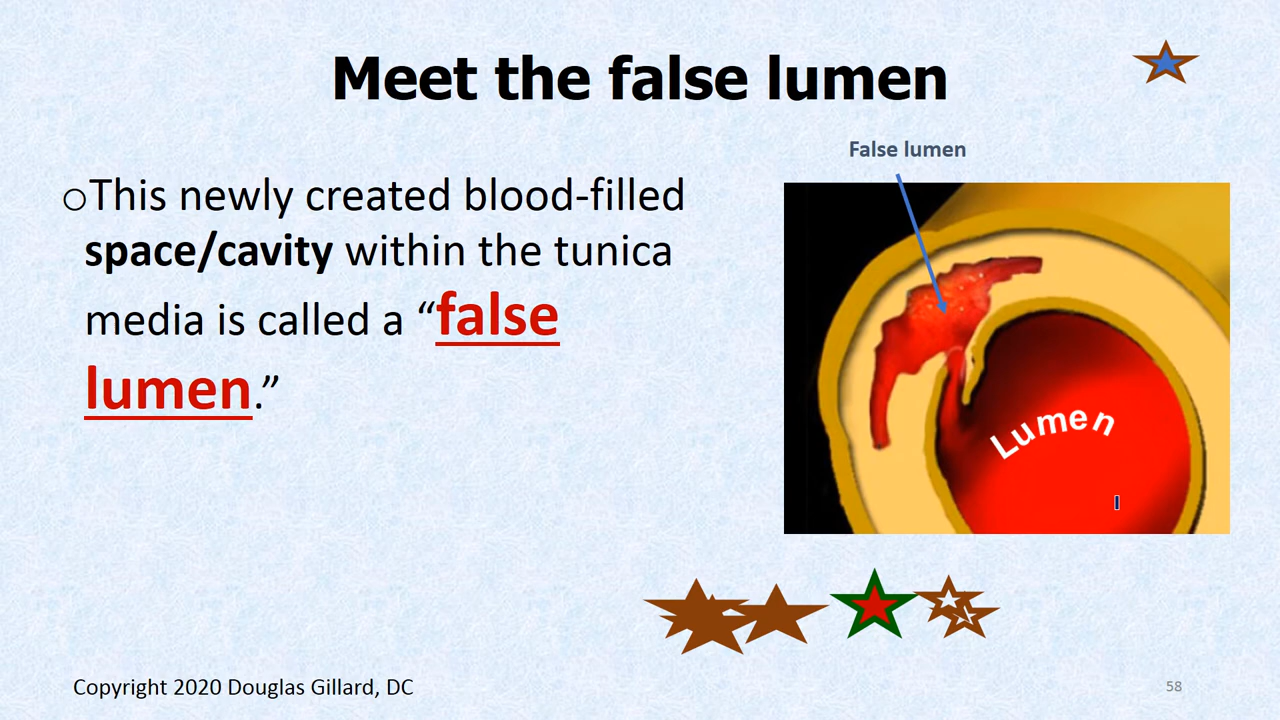 Meet the false lumen
False lumen
○This newly created blood-filled
space/cavity within the tunica
media is called a “false
lumen.”
Lumen
Copyright 2020 Douglas Gillard, DC
58